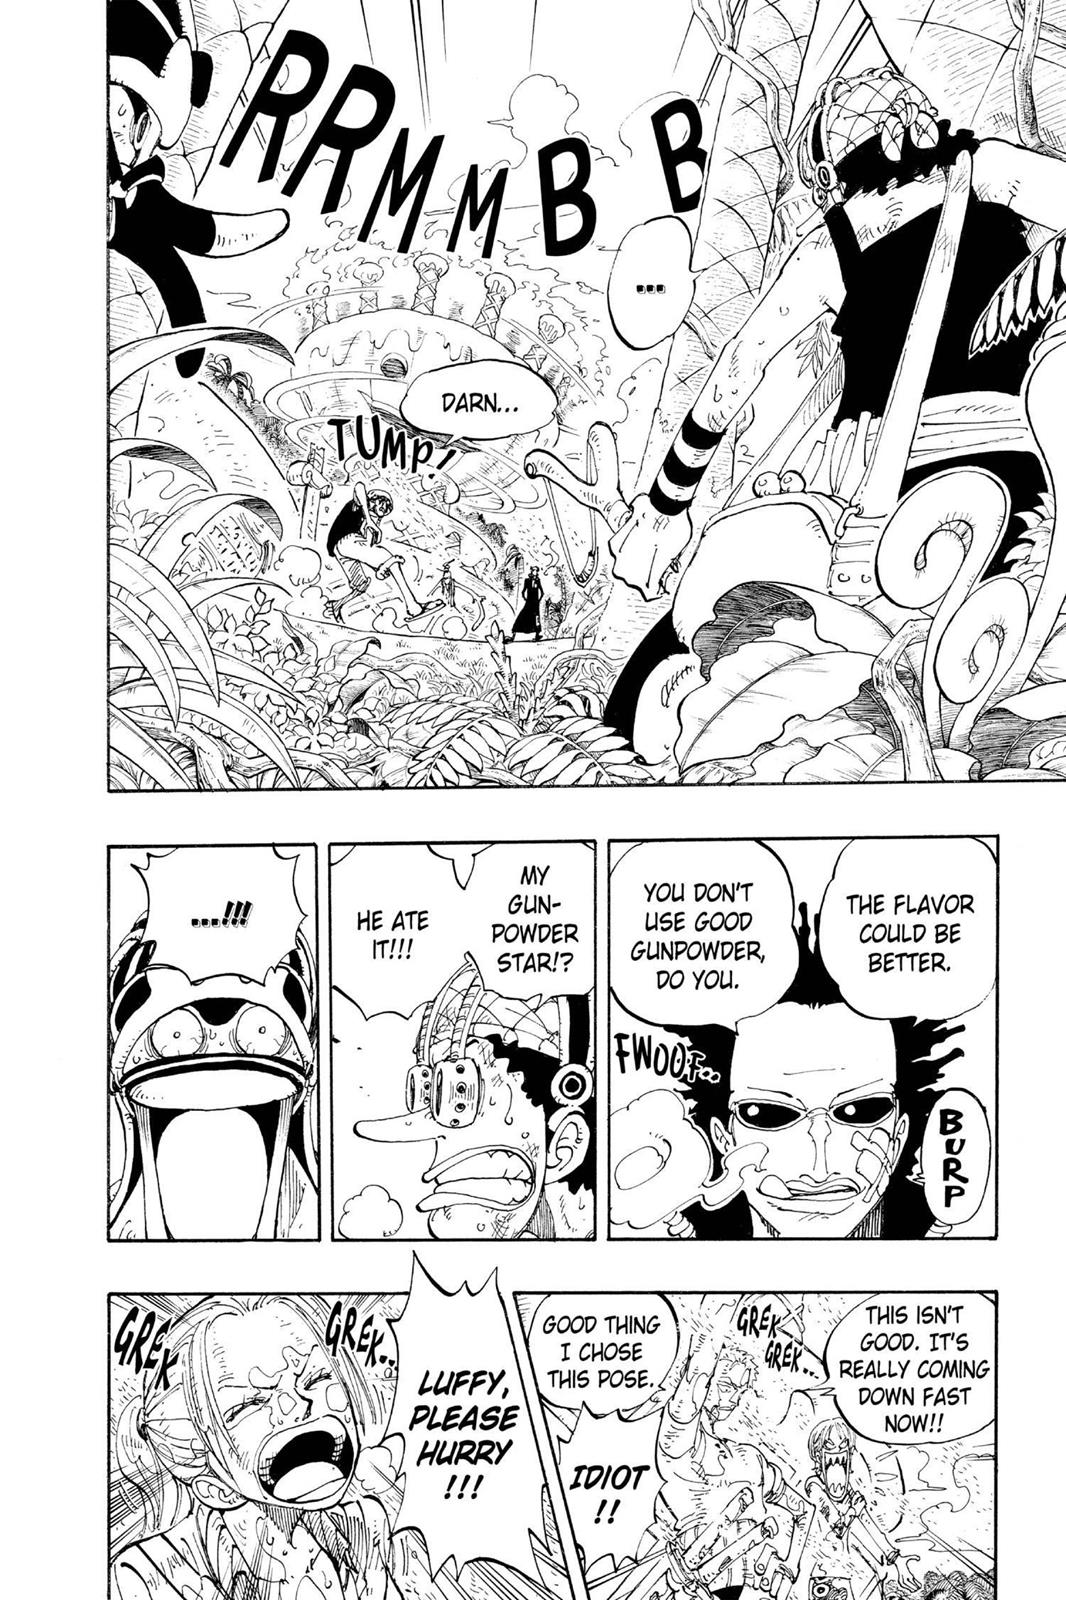 RRMMBB
...
DARN...
TUMP!
THE FLAVOR
COULD BE
BETTER.
YOU DON'T
USE GOOD
GUNPOWDER,
DO YOU.
FWOOF..
BURP
MY
GUN-
POWDER
STAR!?
HE ATE
IT!!!
...!!!
THIS ISN'T
GOOD. IT'S
REALLY COMING
DOWN FAST
NOW!!
GREK
GREK...
GOOD THING
I CHOSE
THIS POSE.
IDIOT
!!
LUFFY,
PLEASE
HURRY
!!!
GREK...
GREK